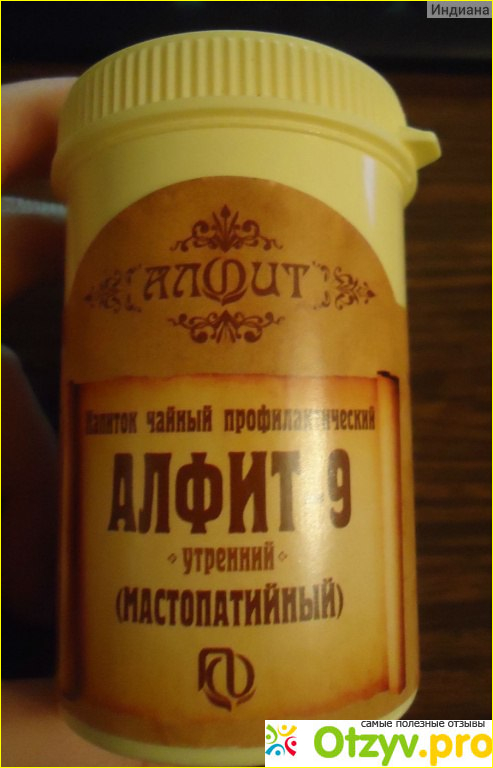 Индиана
АЛФИТ
Напиток чайный профилактический
АЛФИТ-9
утренний
(МАСТОПАТИЙНЫЙ)
самые полезные отзывы
Otzyv.pro